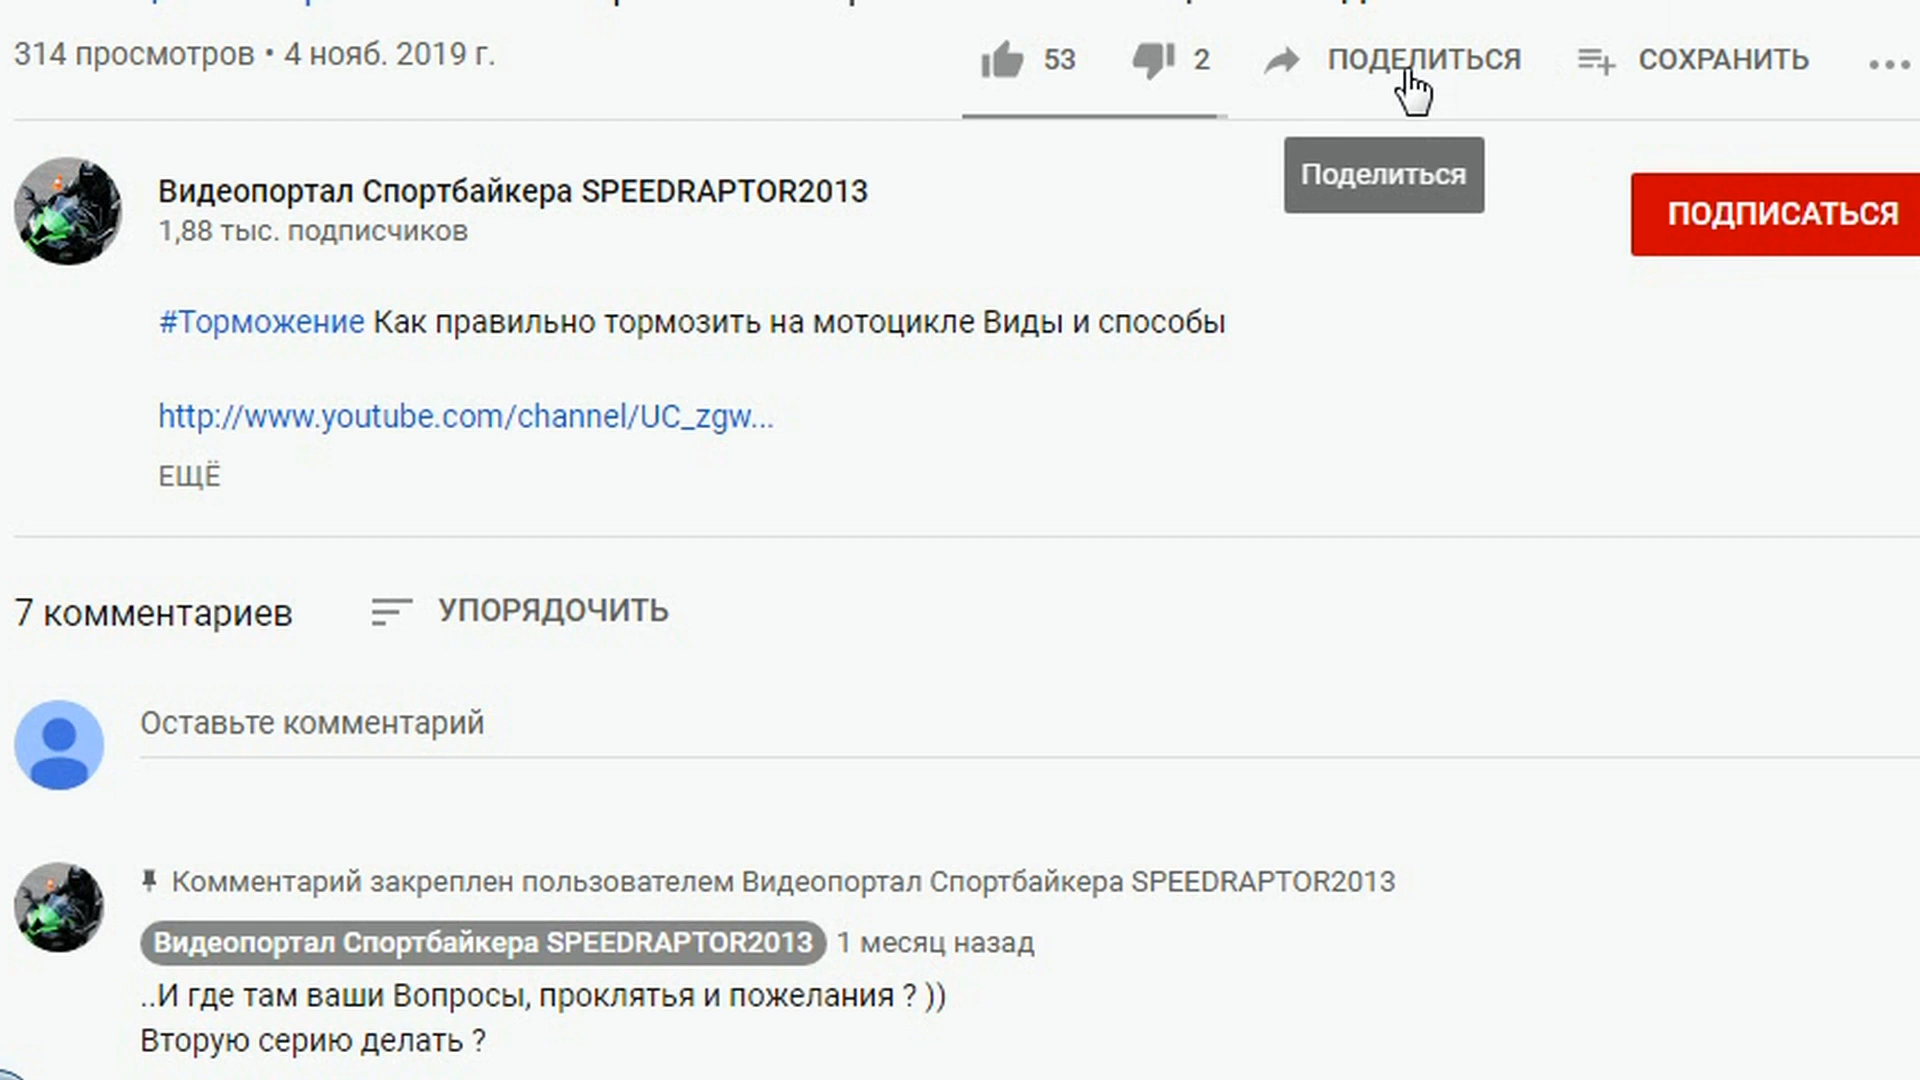 314 просмотров • 4 нояб. 2019 г.
53
2
ПОДЕЛИТЬСЯ
СОХРАНИТЬ
Поделиться
Видеопортал Спортбайкера SPEEDRAPTOR2013
1,88 тыс. подписчиков
ПОДПИСАТЬСЯ
#Торможение Как правильно тормозить на мотоцикле Виды и способы
http://www.youtube.com/channel/UC_zgw...
ЕЩЁ
7 комментариев
УПОРЯДОЧИТЬ
Оставьте комментарий
Комментарий закреплен пользователем Видеопортал Спортбайкера SPEEDRAPTOR2013
Видеопортал Спортбайкера SPEEDRAPTOR2013 1 месяц назад
..И где там ваши Вопросы, проклятья и пожелания ? ))
Вторую серию делать ?